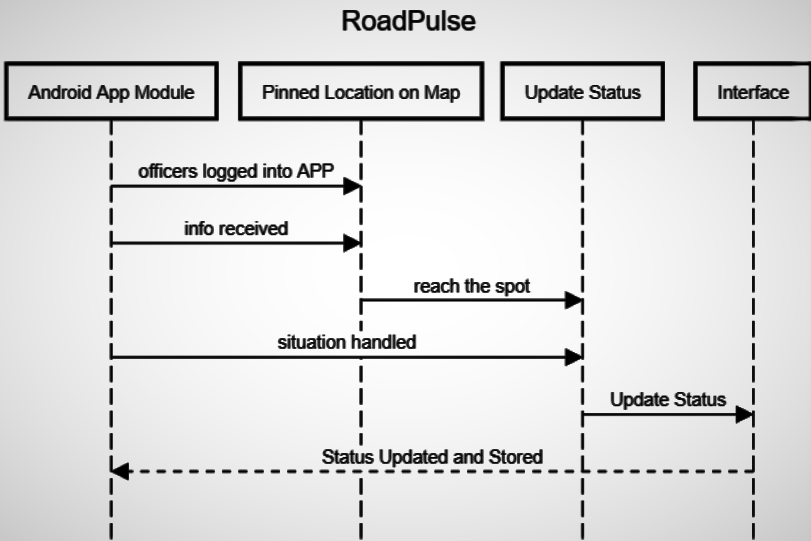 RoadPulse
Android App Module
Pinned Location on Map
Update Status
Interface
officers logged into APP
info received
reach the spot
situation handled
Update Status
Status Updated and Stored